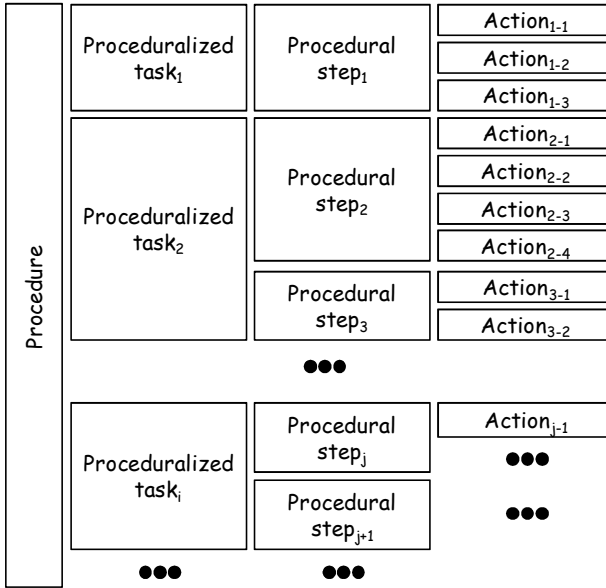 Procedure
Proceduralized
task₁
Procedural
step₁
Action₁₋₁
Action₁₋₂
Action₁₋₃
Proceduralized
task₂
Procedural
step₂
Action₂₋₁
Action₂₋₂
Action₂₋₃
Action₂₋₄
Procedural
step₃
Action₃₋₁
Action₃₋₂
●●●
Proceduralized
taskᵢ
Procedural
stepⱼ
Actionⱼ₋₁
●●●
Procedural
stepⱼ₊₁
●●●
●●●
●●●